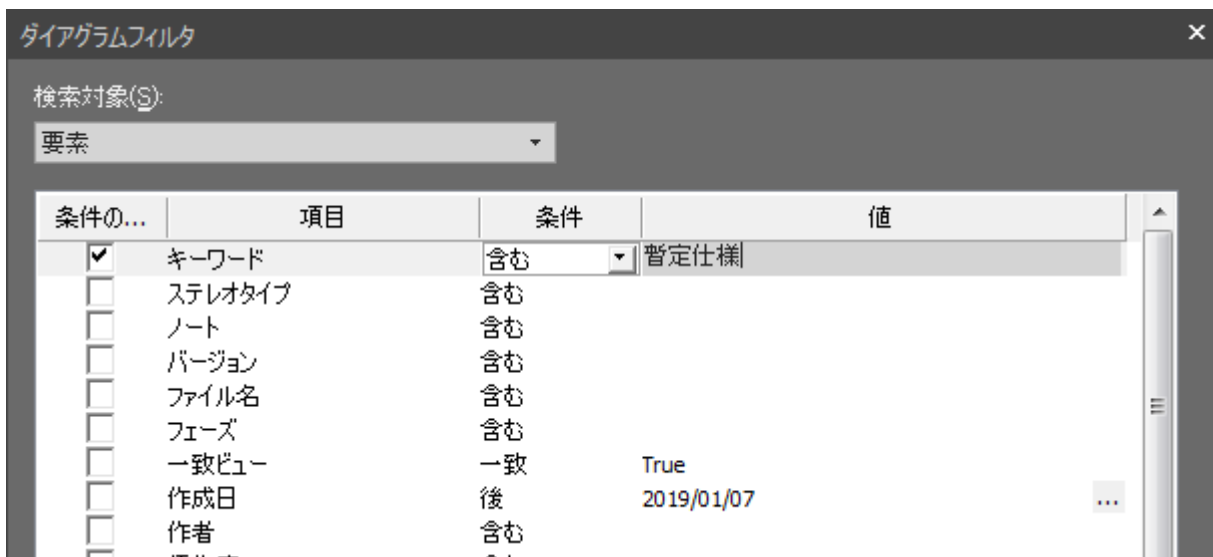 ダイアグラムフィルタ
検索対象(S):
要素
条件の... 項目 条件 値
キーワード 含む 暫定仕様
ステレオタイプ 含む
ノート 含む
バージョン 含む
ファイル名 含む
フェーズ 含む
一致ビュー 一致 True
作成日 後 2019/01/07 ...
作者 含む